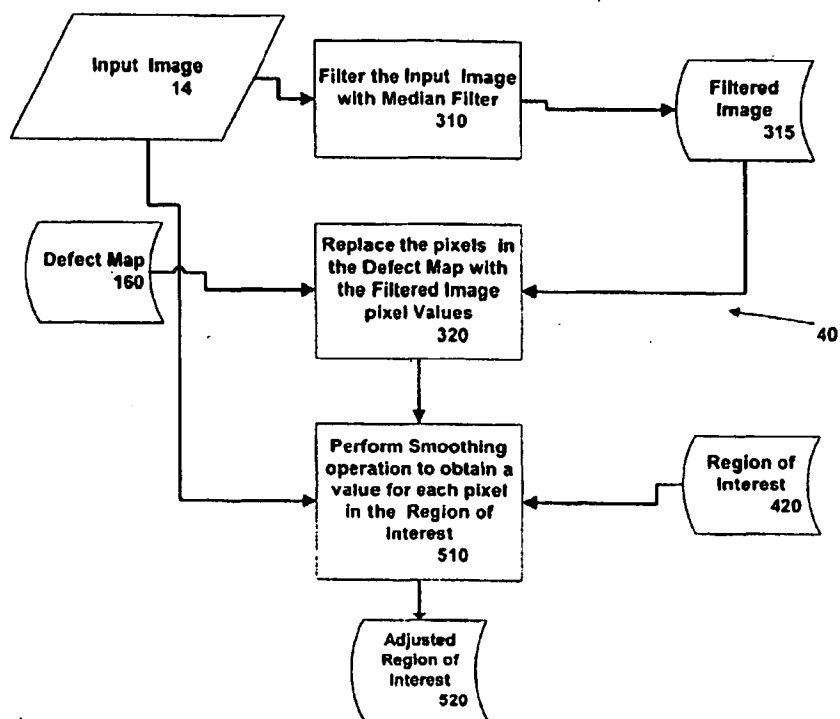 Input Image
14
Filter the Input Image
with Median Filter
310
Filtered
Image
315
Defect Map
160
Replace the pixels in
the Defect Map with
the Filtered Image
pixel Values
320
40
Perform Smoothing
operation to obtain a
value for each pixel
in the Region of
Interest
510
Region of
Interest
420
Adjusted
Region of
Interest
520